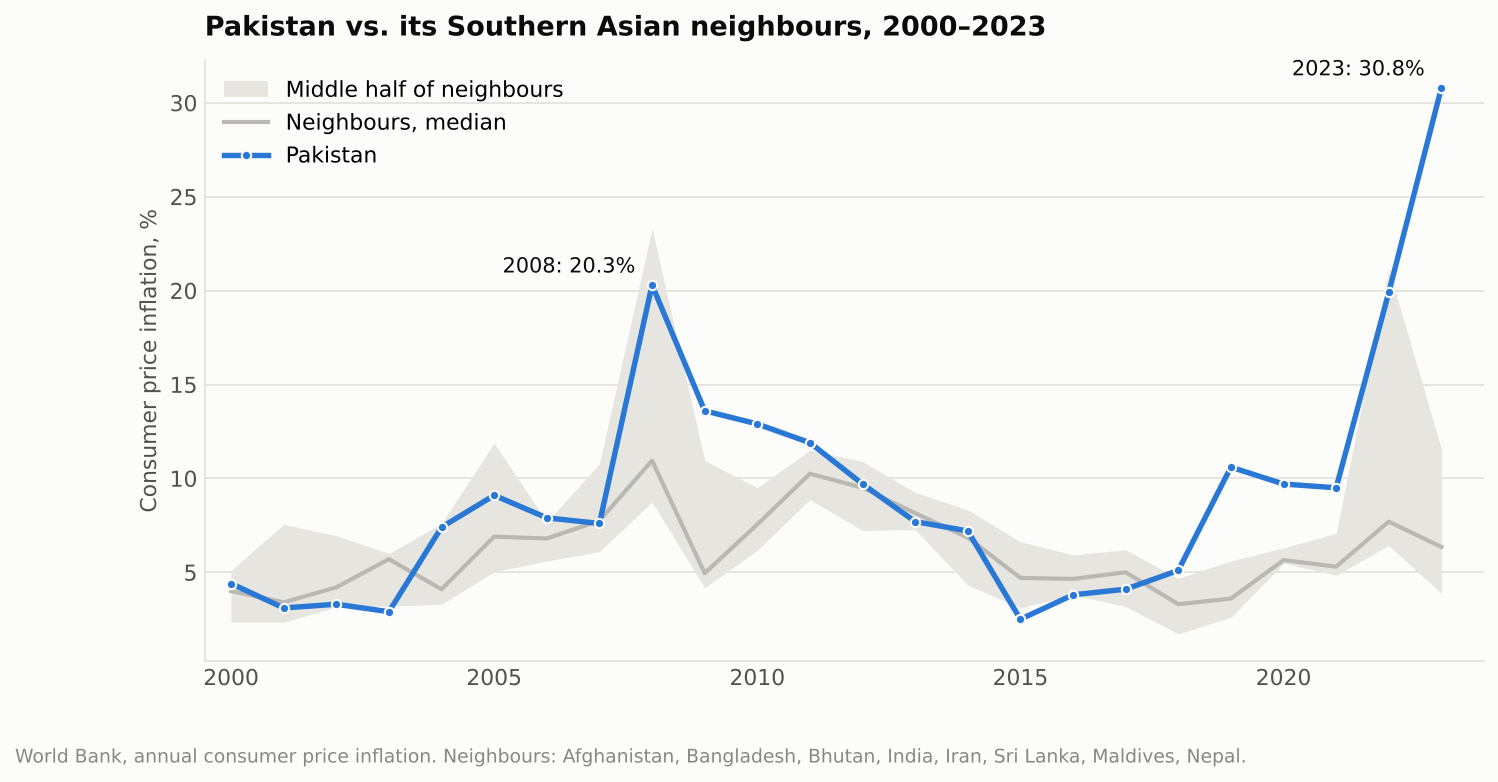 Pakistan vs. its Southern Asian neighbours, 2000–2023
2023: 30.8%
Middle half of neighbours
Neighbours, median
Pakistan
2008: 20.3%
Consumer price inflation, %
30
25
20
15
10
5
2000 2005 2010 2015 2020
World Bank, annual consumer price inflation. Neighbours: Afghanistan, Bangladesh, Bhutan, India, Iran, Sri Lanka, Maldives, Nepal.